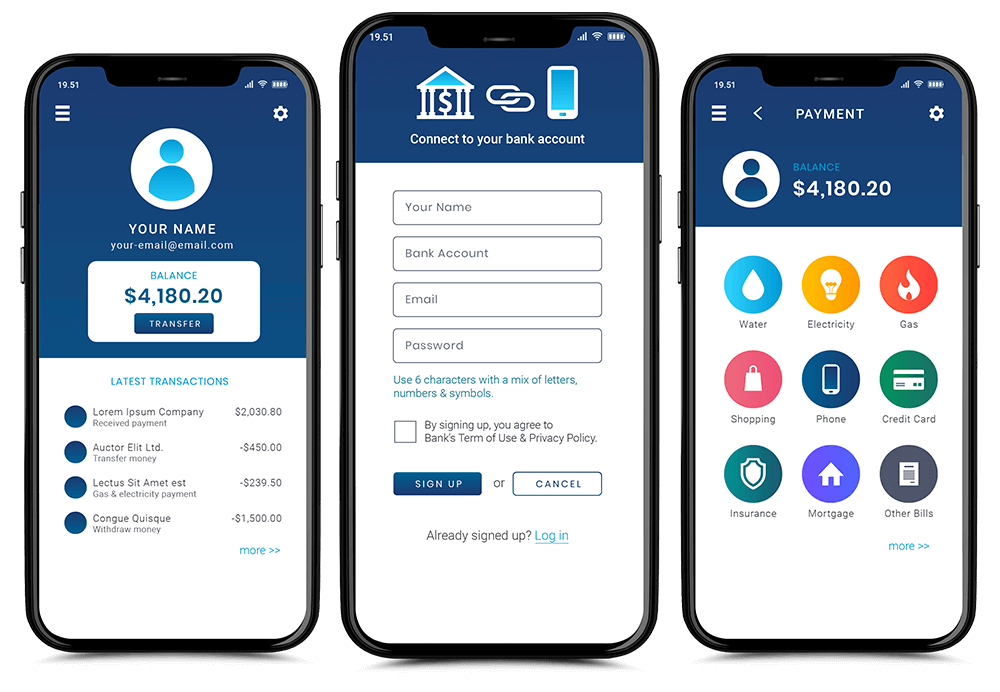 19.51
YOUR NAME
your-email@email.com
BALANCE
$4,180.20
TRANSFER
LATEST TRANSACTIONS
Lorem Ipsum Company $2,030.80
Received payment
Auctor Elit Ltd. -$450.00
Transfer money
Lectus Sit Amet est -$239.50
Gas & electricity payment
Congue Quisque -$1,500.00
Withdraw money
more >>
19.51
$
Connect to your bank account
Your Name
Bank Account
Email
Password
Use 6 characters with a mix of letters,
numbers & symbols.
By signing up, you agree to
Bank's Term of Use & Privacy Policy.
SIGN UP or CANCEL
Already signed up? Log in
19.51
PAYMENT
BALANCE
$4,180.20
Water Electricity Gas
Shopping Phone Credit Card
Insurance Mortgage Other Bills
more >>